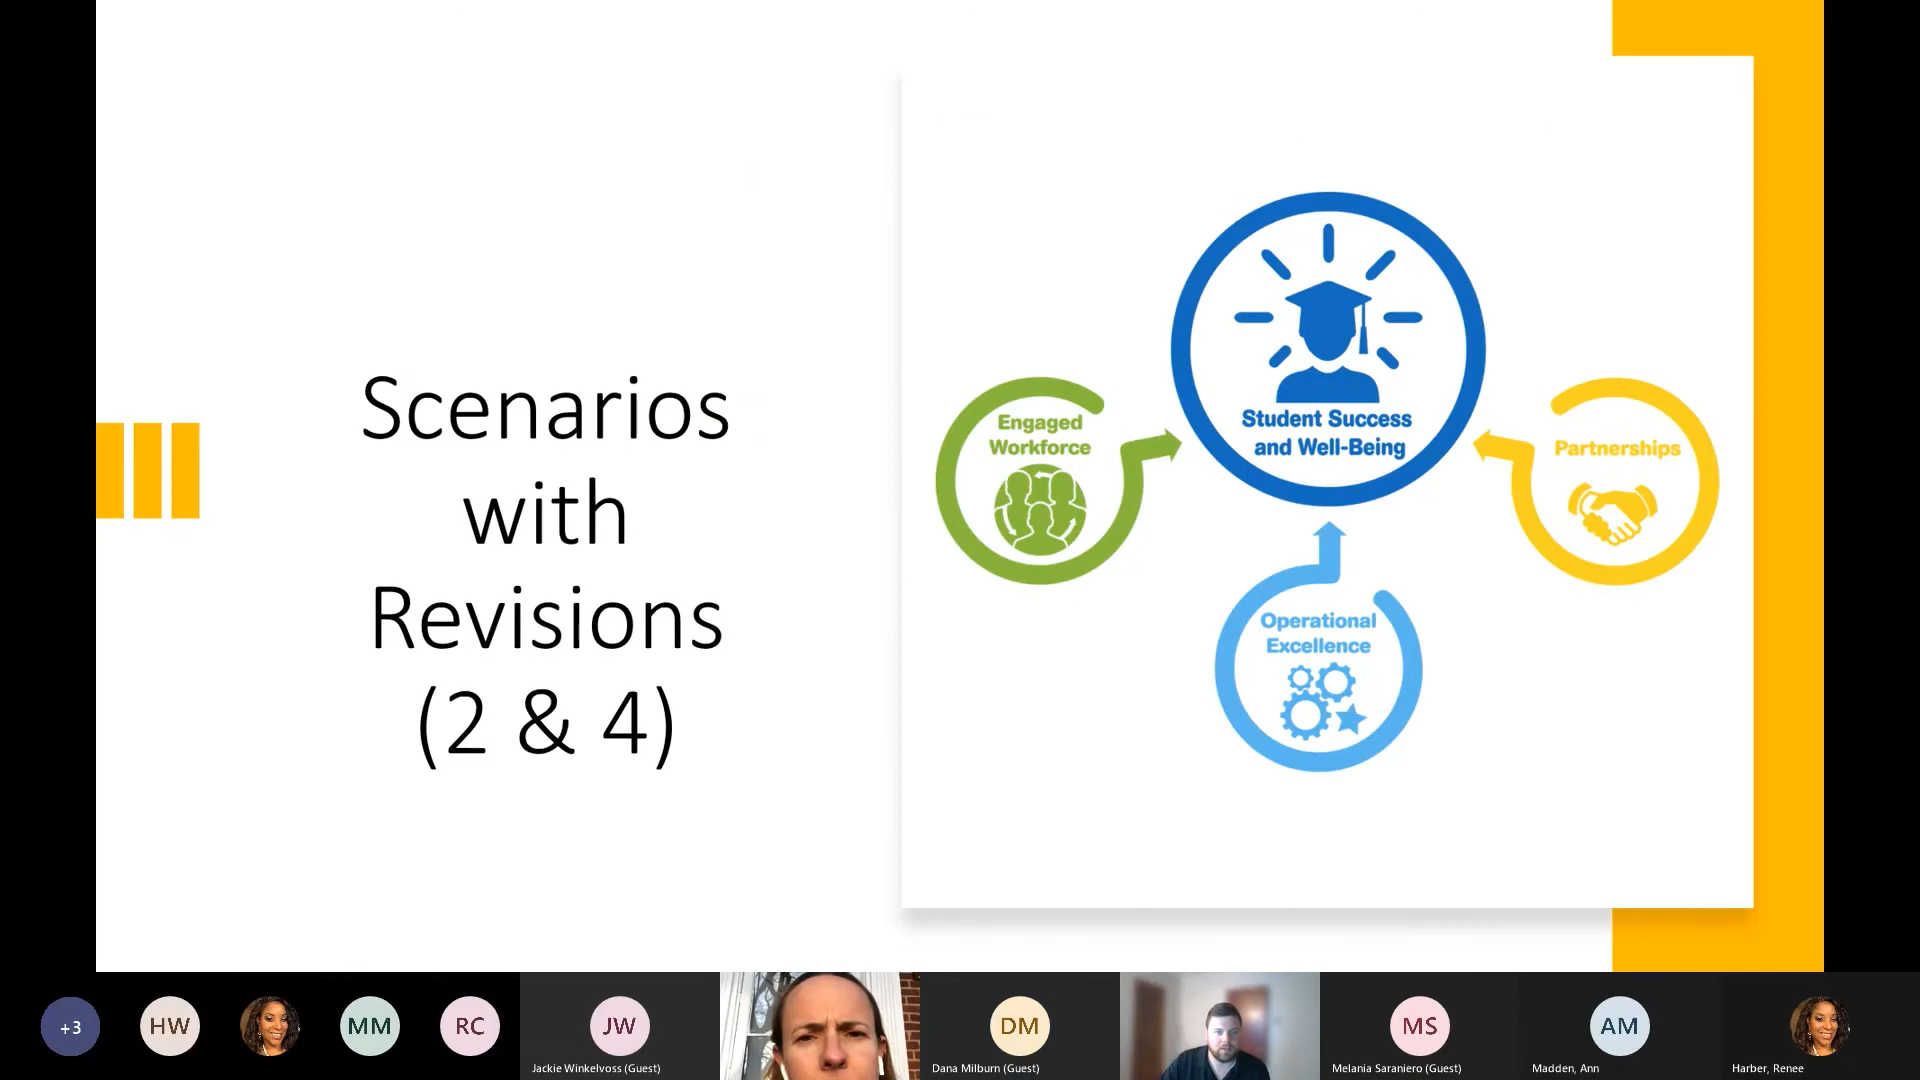 Scenarios
with
Revisions
(2 & 4)
Student Success
and Well-Being
Engaged
Workforce
Partnerships
Operational
Excellence
+3
HW
MM
RC
JW
Jackie Winkelvoss (Guest)
DM
Dana Milburn (Guest)
MS
Melania Saraniero (Guest)
AM
Madden, Ann
Harber, Renee